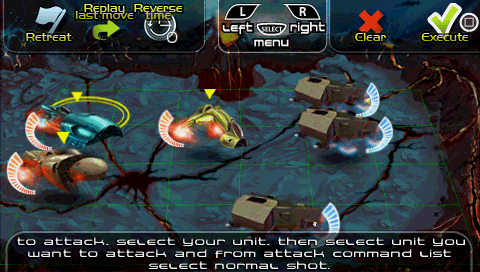 Retreat
Replay
last move
Reverse
time
L
R
Left
SELECT
right
menu
Clear
Execute
to attack, select your unit, then select unit you
want to attack and from attack command list
select normal shot.